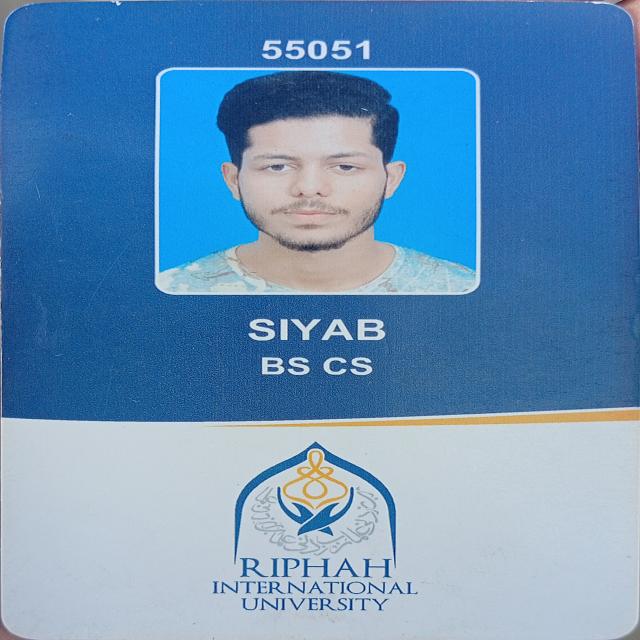 55051
SIYAB
BS CS
RIPHAH
INTERNATIONAL
UNIVERSITY